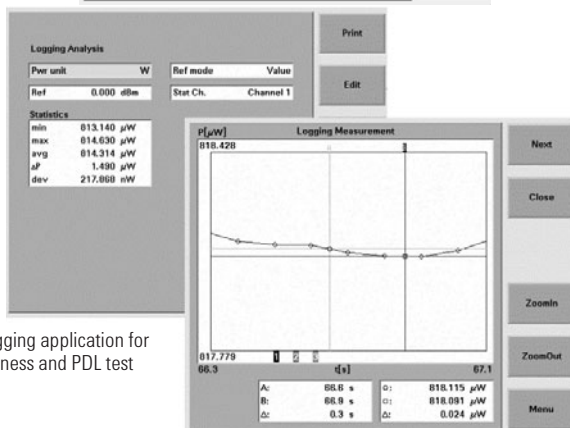 Print
Edit
Logging Analysis
Pwr unit W
Ref mode Value
Ref 0.000 dBm
Stat Ch. Channel 1
Statistics
min 813.140 µW
max 814.630 µW
avg 814.314 µW
ΔP 1.490 µW
dev 217.868 nW
P[µW] Logging Measurement
818.428
Next
Close
ZoomIn
ZoomOut
Menu
817.779 1 2 3
66.3 t[s] 67.1
A: 66.6 s
B: 66.9 s
Δ: 0.3 s
○: 818.115 µW
□: 818.091 µW
Δ: 0.024 µW
gging application for
ness and PDL test